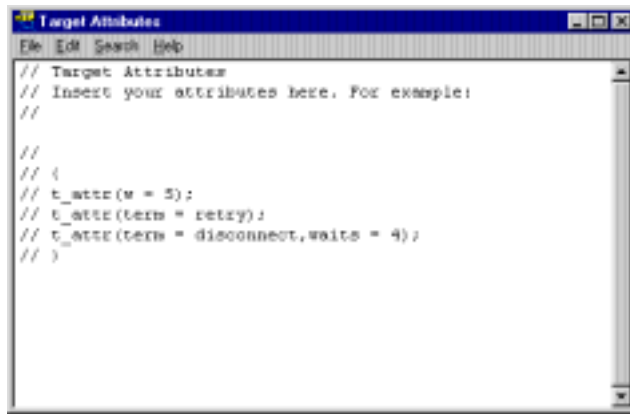 Target Attributes
File Edit Search Help
// Target Attributes
// Insert your attributes here. For example:
//
//
// {
// t_attr(w = 5);
// t_attr(term = retry);
// t_attr(term = disconnect,waits = 4);
// }